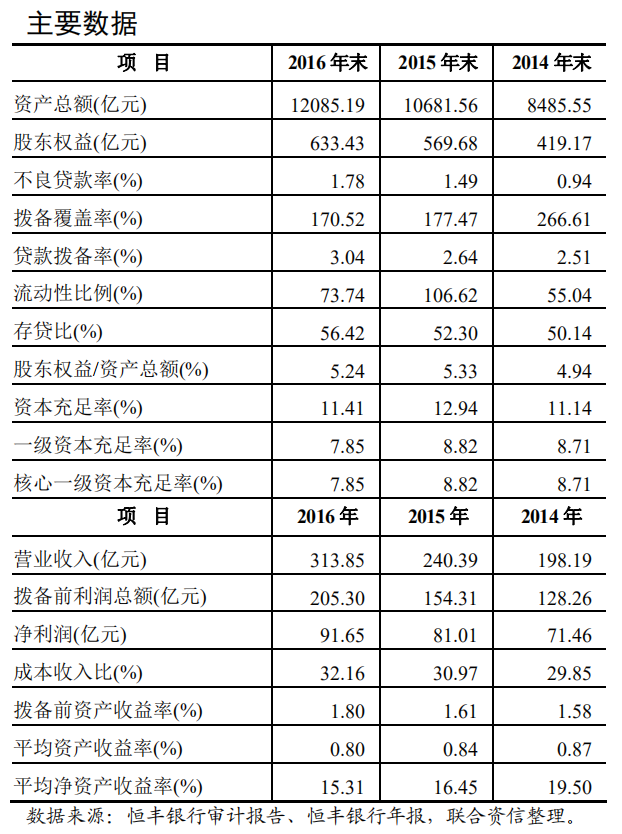 主要数据
项 目 2016 年末 2015 年末 2014 年末
资产总额(亿元) 12085.19 10681.56 8485.55
股东权益(亿元) 633.43 569.68 419.17
不良贷款率(%) 1.78 1.49 0.94
拨备覆盖率(%) 170.52 177.47 266.61
贷款拨备率(%) 3.04 2.64 2.51
流动性比例(%) 73.74 106.62 55.04
存贷比(%) 56.42 52.30 50.14
股东权益/资产总额(%) 5.24 5.33 4.94
资本充足率(%) 11.41 12.94 11.14
一级资本充足率(%) 7.85 8.82 8.71
核心一级资本充足率(%) 7.85 8.82 8.71
项 目 2016 年 2015 年 2014 年
营业收入(亿元) 313.85 240.39 198.19
拨备前利润总额(亿元) 205.30 154.31 128.26
净利润(亿元) 91.65 81.01 71.46
成本收入比(%) 32.16 30.97 29.85
拨备前资产收益率(%) 1.80 1.61 1.58
平均资产收益率(%) 0.80 0.84 0.87
平均净资产收益率(%) 15.31 16.45 19.50
数据来源：恒丰银行审计报告、恒丰银行年报，联合资信整理。